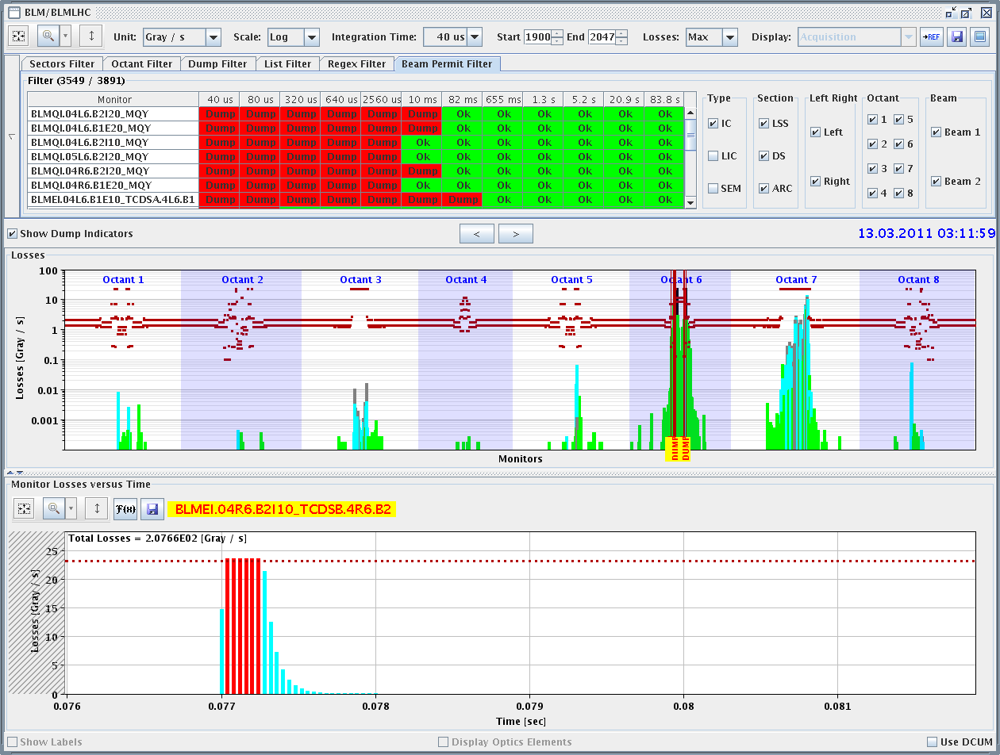 BLM/BLMLHC
Unit: Gray / s Scale: Log Integration Time: 40 us Start 1900 End 2047 Losses: Max Display: Acquisition →REF
Sectors Filter Octant Filter Dump Filter List Filter Regex Filter Beam Permit Filter
Filter (3549 / 3891)
Monitor 40 us 80 us 320 us 640 us 2560 us 10 ms 82 ms 655 ms 1.3 s 5.2 s 20.9 s 83.8 s
BLMQI.04L6.B2I20_MQY Dump Dump Dump Dump Dump Dump Ok Ok Ok Ok Ok Ok
BLMQI.04L6.B1E20_MQY Dump Dump Dump Dump Dump Dump Ok Ok Ok Ok Ok Ok
BLMQI.04L6.B2I10_MQY Dump Dump Dump Dump Dump Ok Ok Ok Ok Ok Ok Ok
BLMQI.05L6.B2I20_MQY Dump Dump Dump Dump Dump Ok Ok Ok Ok Ok Ok Ok
BLMQI.04R6.B2I20_MQY Dump Dump Dump Dump Dump Dump Ok Ok Ok Ok Ok Ok
BLMQI.04R6.B1E20_MQY Dump Dump Dump Dump Dump Ok Ok Ok Ok Ok Ok Ok
BLMEI.04L6.B1E10_TCDSA.4L6.B1 Dump Dump Dump Dump Dump Dump Dump Ok Ok Ok Ok Ok
Type Section Left Right Octant Beam
IC LSS Left 1 5 Beam 1
LIC DS 2 6
SEM ARC Right 3 7 Beam 2
4 8
Show Dump Indicators < > 13.03.2011 03:11:59
Losses
Octant 1 Octant 2 Octant 3 Octant 4 Octant 5 Octant 6 Octant 7 Octant 8
100
10
1
0.1
0.01
0.001
Losses [Gray / s]
DUMP DUMP
Monitors
Monitor Losses versus Time
F(x) BLMEI.04R6.B2I10_TCDSB.4R6.B2
Total Losses = 2.0766E02 [Gray / s]
25
20
15
10
5
0
Losses [Gray / s]
0.076 0.077 0.078 0.079 0.08 0.081
Time [sec]
Show Labels Display Optics Elements Use DCUM